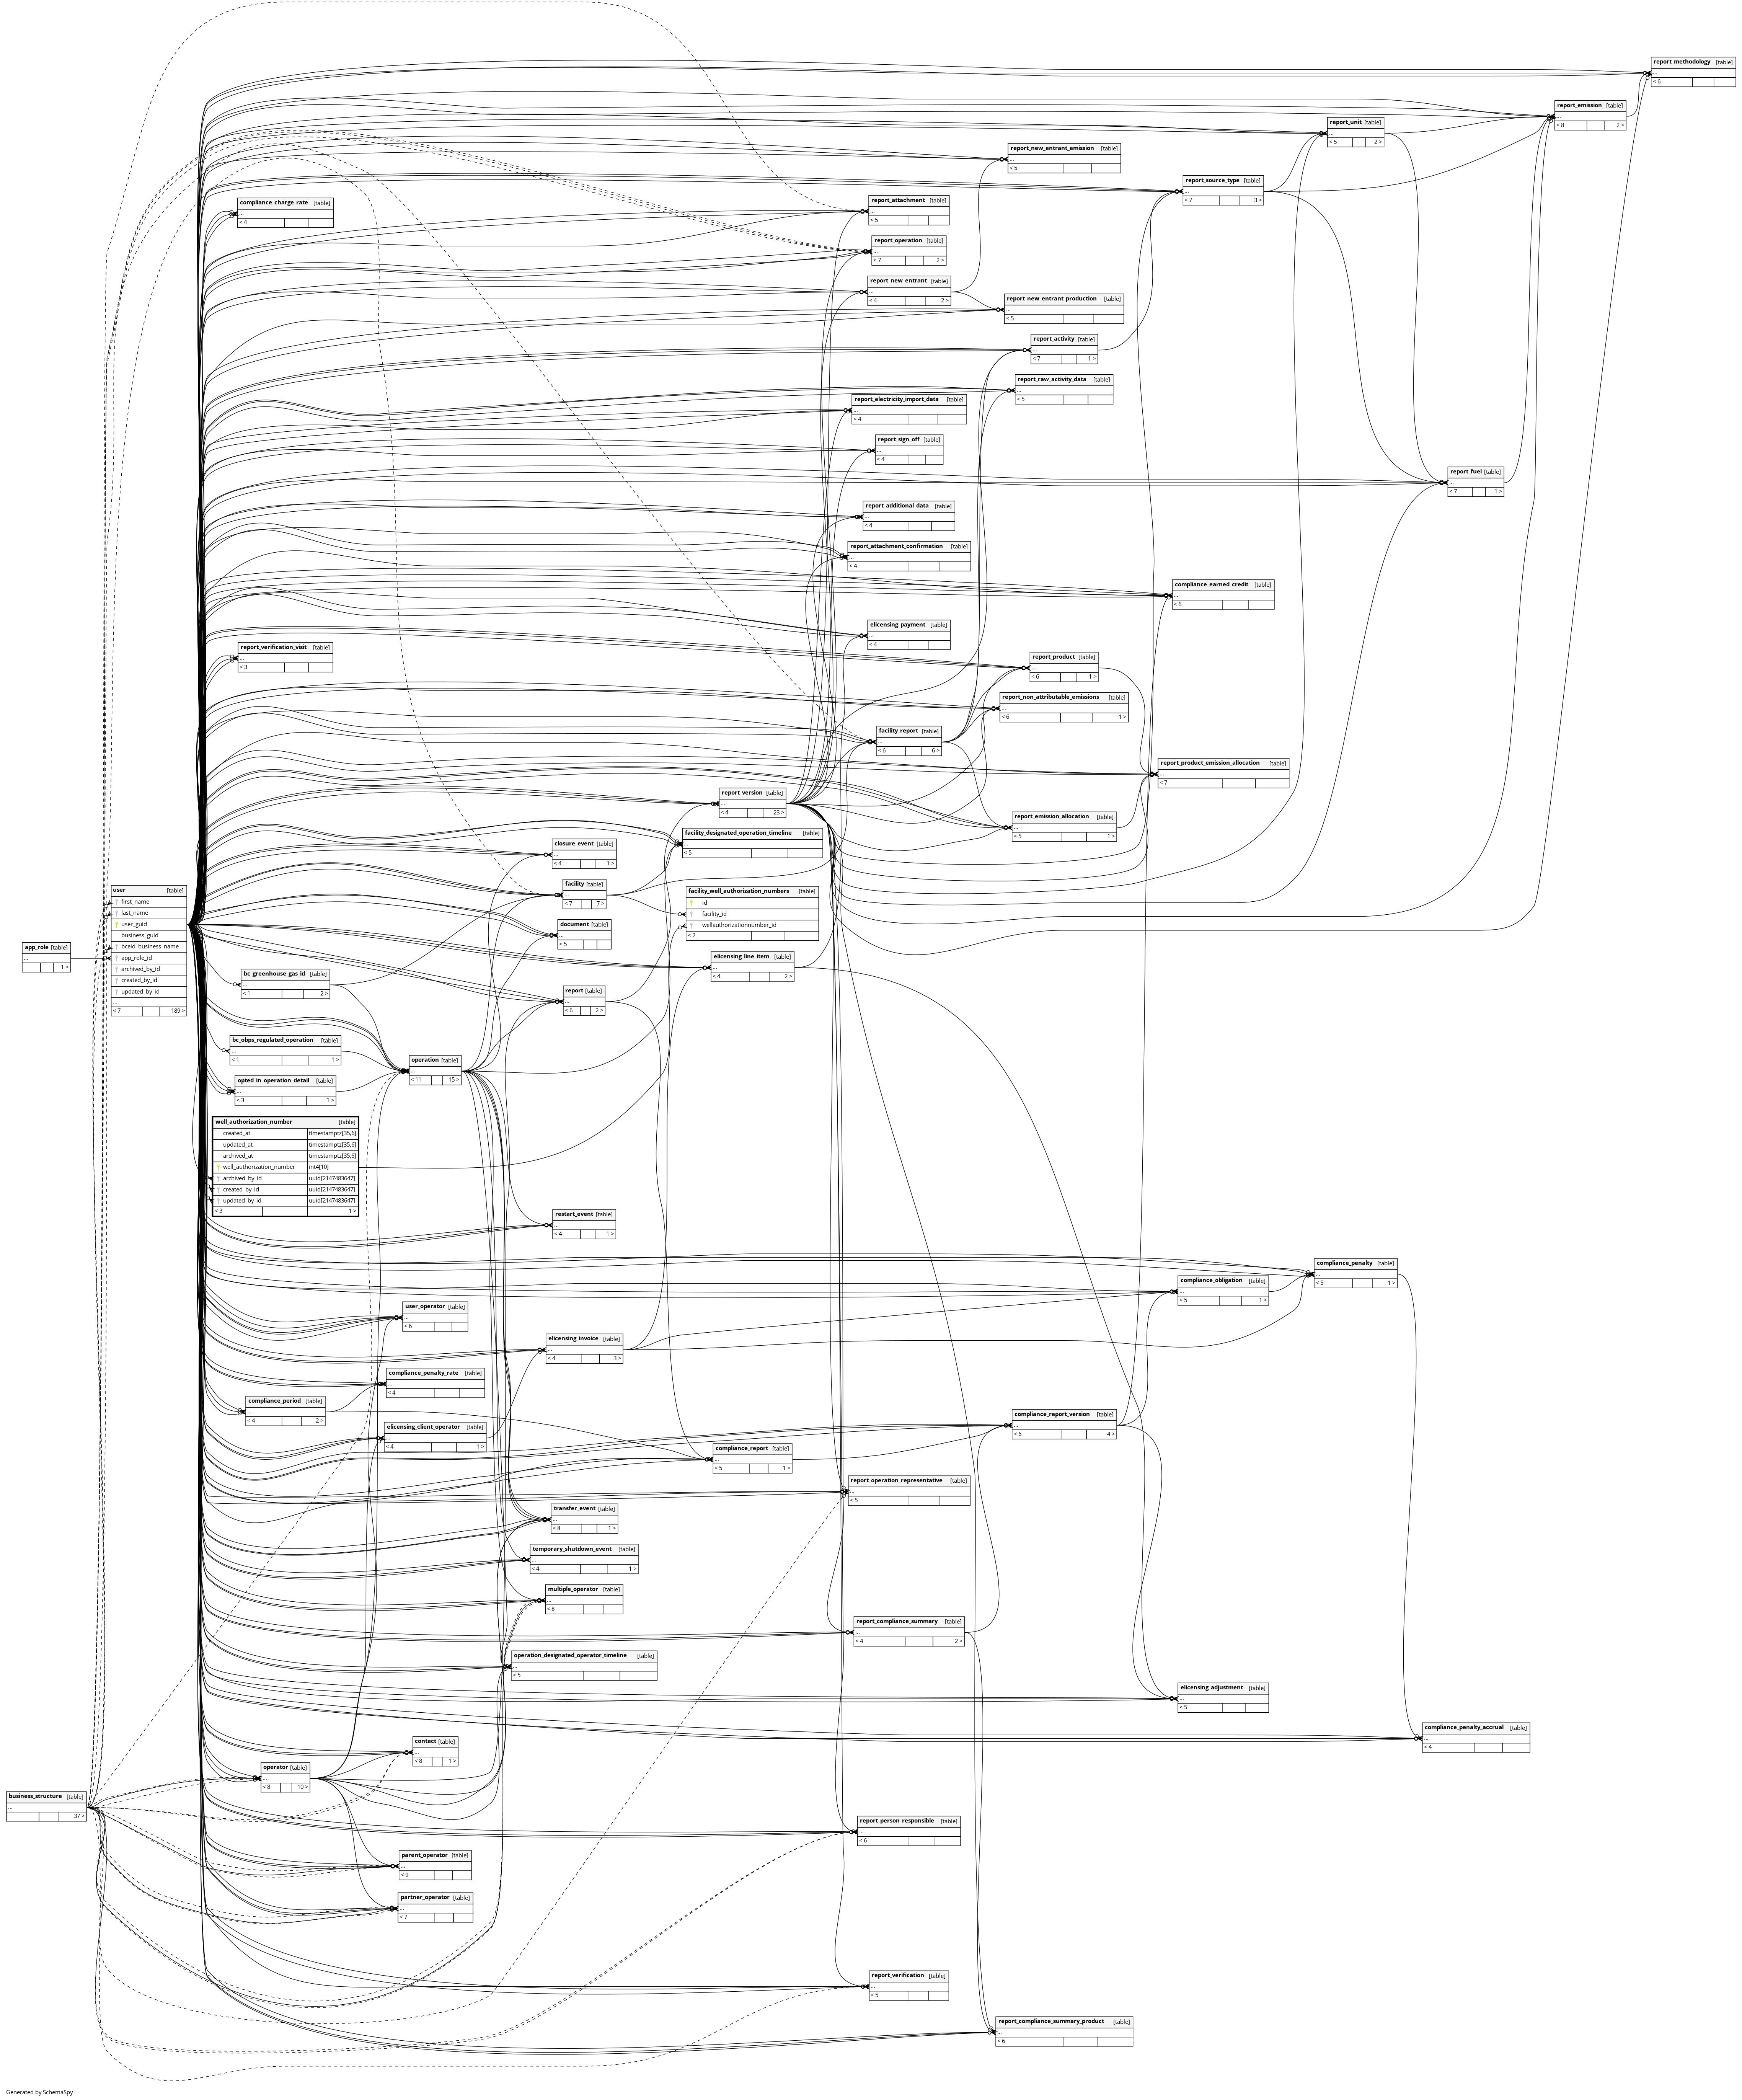 report_methodology [table]
...
< 6
report_emission [table]
...
< 8 2 >
report_unit [table]
...
< 5 2 >
report_new_entrant_emission [table]
...
< 5
report_source_type [table]
...
< 7 3 >
compliance_charge_rate [table]
...
< 4
report_attachment [table]
...
< 5
report_operation [table]
...
< 7 2 >
report_new_entrant [table]
...
< 4 2 >
report_new_entrant_production [table]
...
< 5
report_activity [table]
...
< 7 1 >
report_raw_activity_data [table]
...
< 5
report_electricity_import_data [table]
...
< 4
report_sign_off [table]
...
< 4
report_fuel [table]
...
< 7 1 >
report_additional_data [table]
...
< 4
report_attachment_confirmation [table]
...
< 4
compliance_earned_credit [table]
...
< 6
elicensing_payment [table]
...
< 4
report_verification_visit [table]
...
< 3
report_product [table]
...
< 6 1 >
report_non_attributable_emissions [table]
...
< 6 1 >
facility_report [table]
...
< 6 6 >
report_product_emission_allocation [table]
...
< 7
report_version [table]
...
< 4 23 >
report_emission_allocation [table]
...
< 5 1 >
facility_designated_operation_timeline [table]
...
< 5
closure_event [table]
...
< 4 1 >
facility [table]
...
< 7 7 >
user [table]
first_name
last_name
user_guid
business_guid
bceid_business_name
app_role_id
archived_by_id
created_by_id
updated_by_id
...
< 7 189 >
facility_well_authorization_numbers [table]
id
facility_id
wellauthorizationnumber_id
< 2
document [table]
...
< 5
app_role [table]
...
1 >
elicensing_line_item [table]
...
< 4 2 >
bc_greenhouse_gas_id [table]
...
< 1 2 >
report [table]
...
< 6 2 >
bc_obps_regulated_operation [table]
...
< 1 1 >
operation [table]
...
< 11 15 >
opted_in_operation_detail [table]
...
< 3 1 >
well_authorization_number [table]
created_at timestamptz[35,6]
updated_at timestamptz[35,6]
archived_at timestamptz[35,6]
well_authorization_number int4[10]
archived_by_id uuid[2147483647]
created_by_id uuid[2147483647]
updated_by_id uuid[2147483647]
< 3 1 >
restart_event [table]
...
< 4 1 >
compliance_penalty [table]
...
< 5 1 >
compliance_obligation [table]
...
< 5 1 >
user_operator [table]
...
< 6
elicensing_invoice [table]
...
< 4 3 >
compliance_penalty_rate [table]
...
< 4
compliance_period [table]
...
< 4 2 >
compliance_report_version [table]
...
< 6 4 >
elicensing_client_operator [table]
...
< 4 1 >
compliance_report [table]
...
< 5 1 >
report_operation_representative [table]
...
< 5
transfer_event [table]
...
< 8 1 >
temporary_shutdown_event [table]
...
< 4 1 >
multiple_operator [table]
...
< 8
report_compliance_summary [table]
...
< 4 2 >
operation_designated_operator_timeline [table]
...
< 5
elicensing_adjustment [table]
...
< 5
compliance_penalty_accrual [table]
...
< 4
contact [table]
...
< 8 1 >
operator [table]
...
< 8 10 >
business_structure [table]
...
37 >
report_person_responsible [table]
...
< 6
parent_operator [table]
...
< 9
partner_operator [table]
...
< 7
report_verification [table]
...
< 5
report_compliance_summary_product [table]
...
< 6
Generated by SchemaSpy